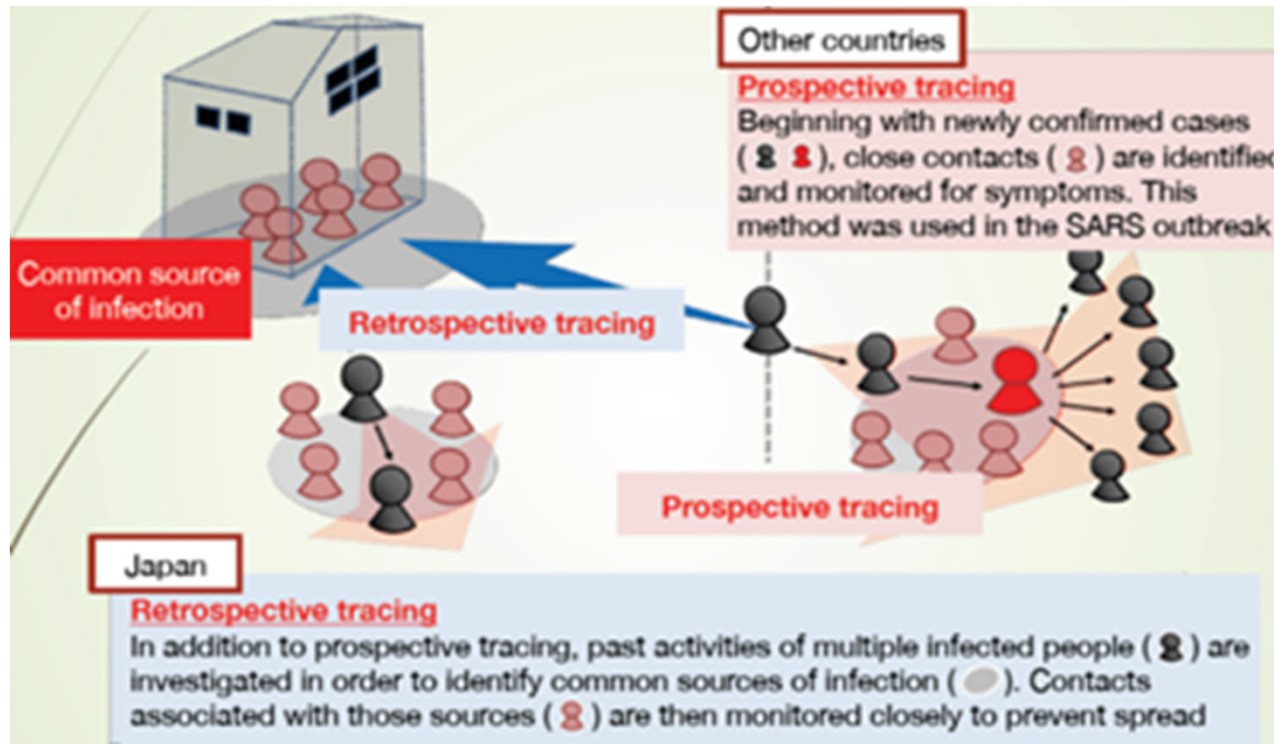 Other countries
Prospective tracing
Beginning with newly confirmed cases
( ), close contacts ( ) are identified
and monitored for symptoms. This
method was used in the SARS outbreak
Common source
of infection
Retrospective tracing
Prospective tracing
Japan
Retrospective tracing
In addition to prospective tracing, past activities of multiple infected people ( ) are
investigated in order to identify common sources of infection ( ). Contacts
associated with those sources ( ) are then monitored closely to prevent spread